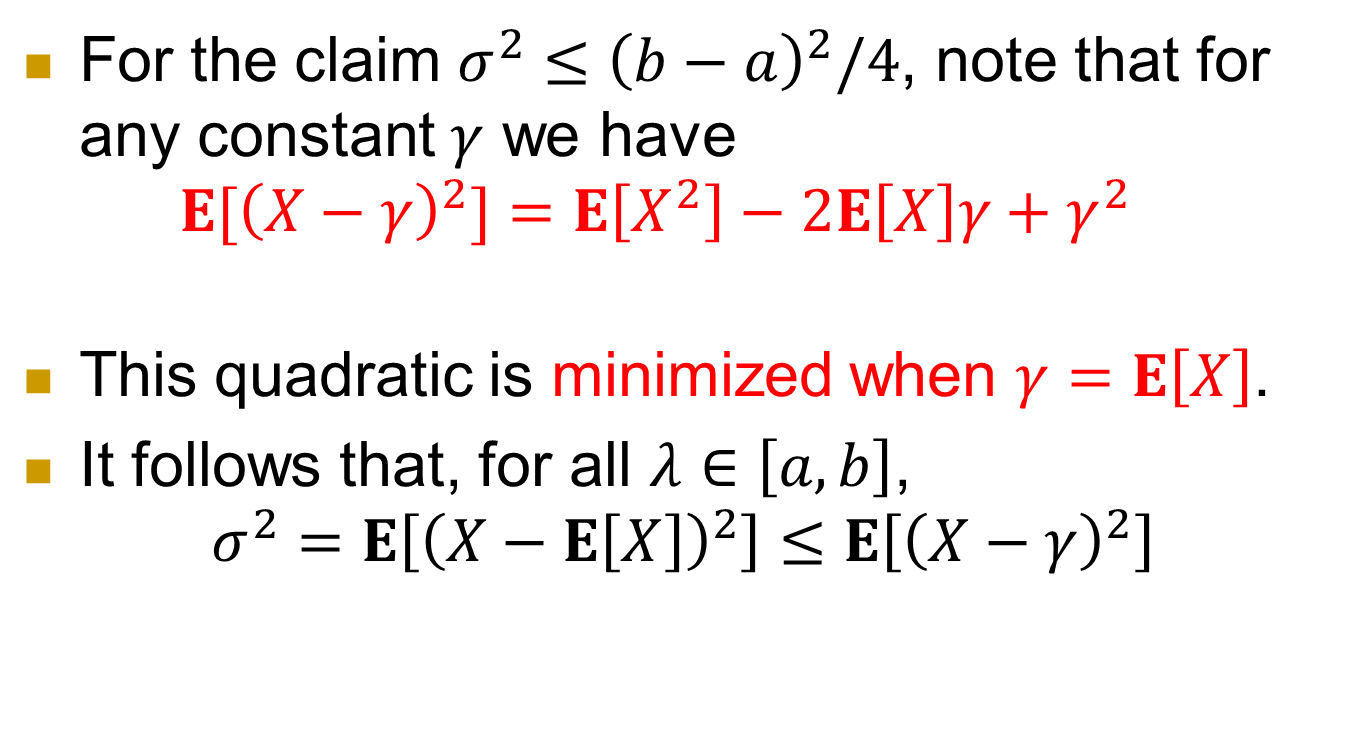 ■ For the claim σ² ≤ (b − a)²/4, note that for
any constant γ we have
𝐄[(X − γ)²] = 𝐄[X²] − 2𝐄[X]γ + γ²
■ This quadratic is minimized when γ = 𝐄[X].
■ It follows that, for all λ ∈ [a, b],
σ² = 𝐄[(X − 𝐄[X])²] ≤ 𝐄[(X − γ)²]